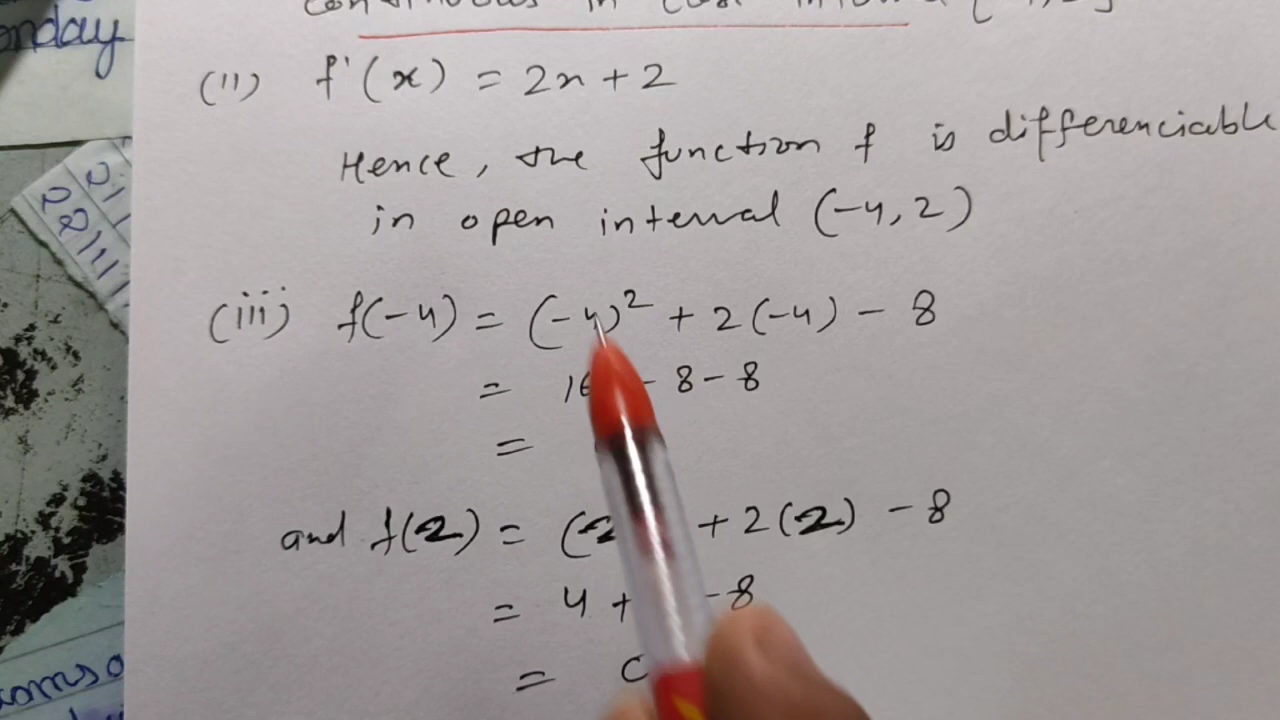 onday
(ii) f'(x) = 2x + 2
Hence, the function f is differenciable
in open interval (-4, 2)
(iii) f(-4) = (-4)² + 2(-4) - 8
= 16 - 8 - 8
=
and f(2) = (2 + 2(2) - 8
= 4 + - 8
=